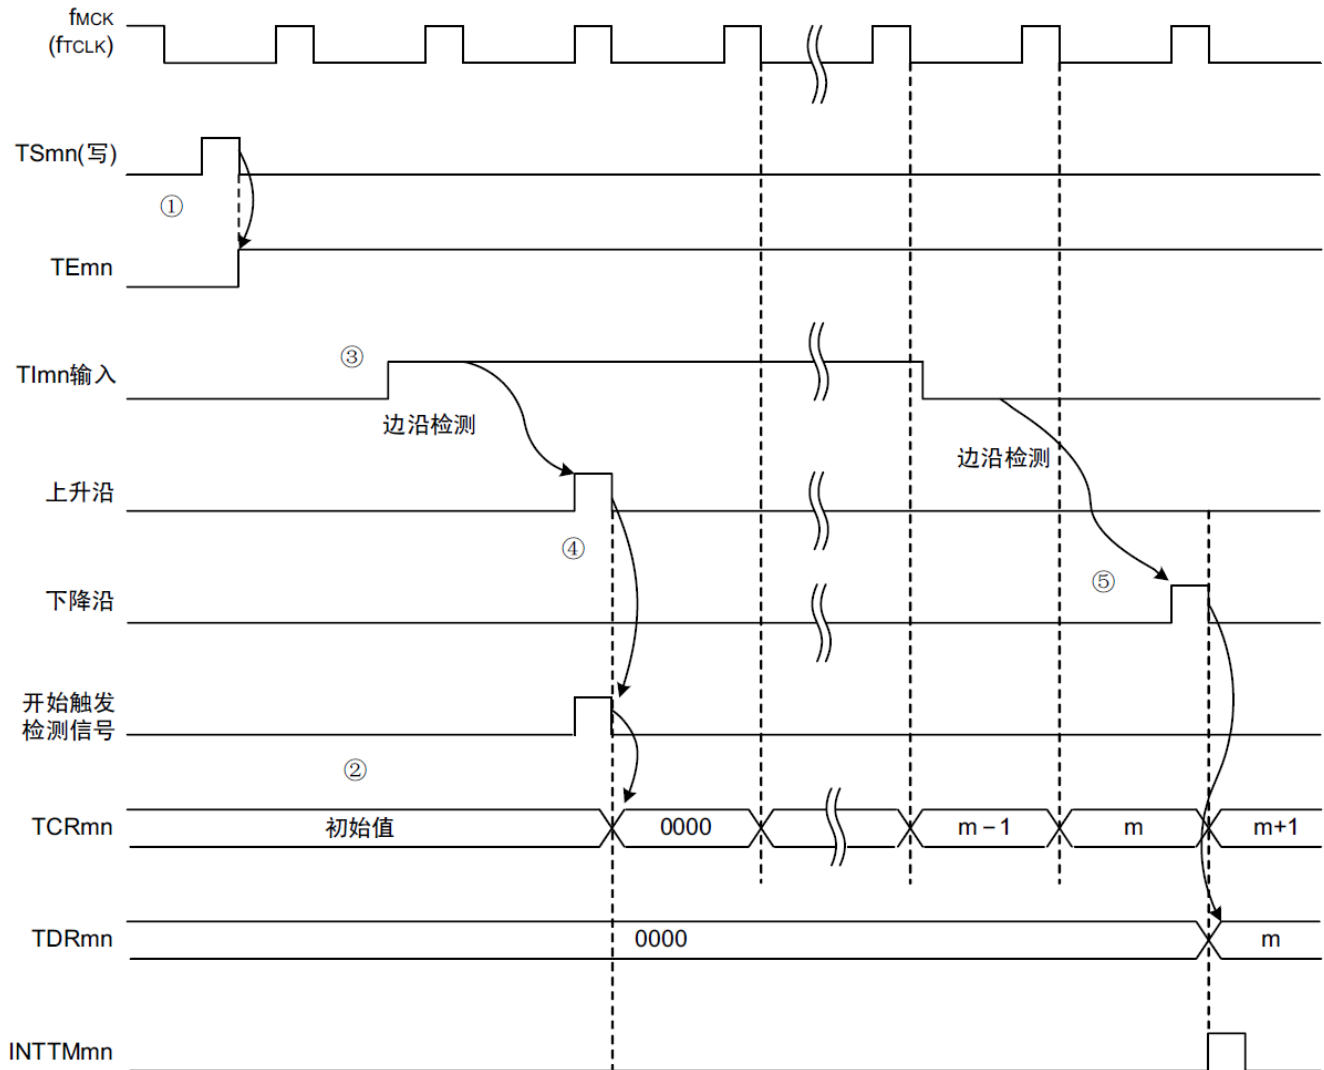 fMCK
(fTCLK)
TSmn(写)
①
TEmn
③
TImn输入
边沿检测
边沿检测
上升沿
④
⑤
下降沿
开始触发
检测信号
②
TCRmn
初始值
0000
m－1
m
m+1
TDRmn
0000
m
INTTMmn